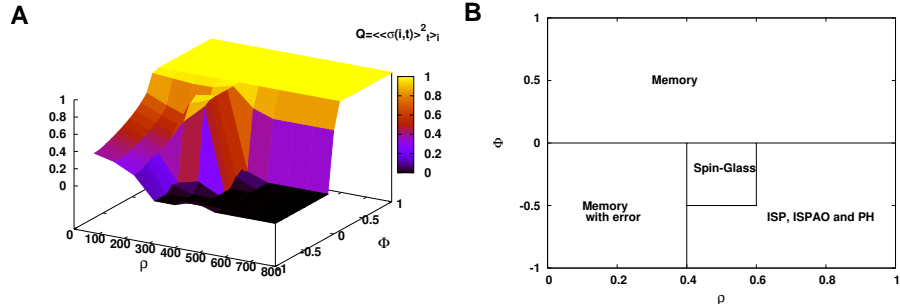 A
Q=<<σ(i,t)>²ₜ>ᵢ
1
0.8
0.6
0.4
0.2
0
1
0.8
0.6
0.4
0.2
0
0 100 200 300 400 500 600 700 800
ρ
-1 -0.5 0 0.5 1
Φ
B
1
0.5
0
-0.5
-1
Φ
Memory
Spin-Glass
Memory
with error
ISP, ISPAO and PH
0 0.2 0.4 0.6 0.8 1
ρ